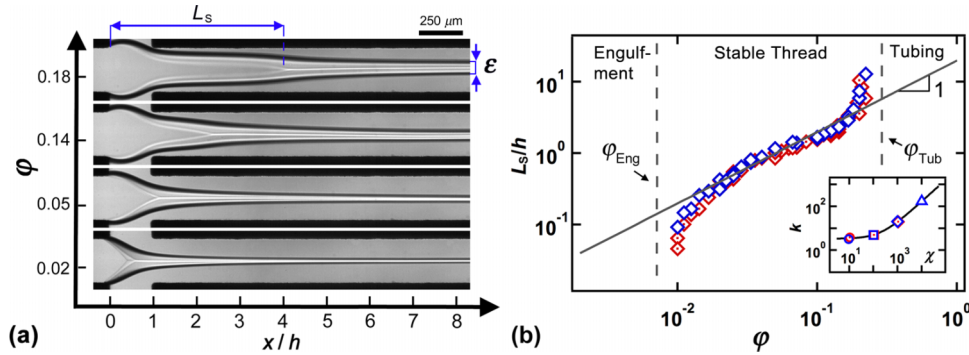 L_S
250 μm
ε
φ
0.18
0.14
0.05
0.02
0 1 2 3 4 5 6 7 8
x / h
(a)
Engulf-
ment
Stable Thread
Tubing
10^1
10^0
10^-1
L_S/h
1
φ_Eng
φ_Tub
k
10^2
10^0
10^1 10^3 χ
10^-2 10^-1 10^0
φ
(b)